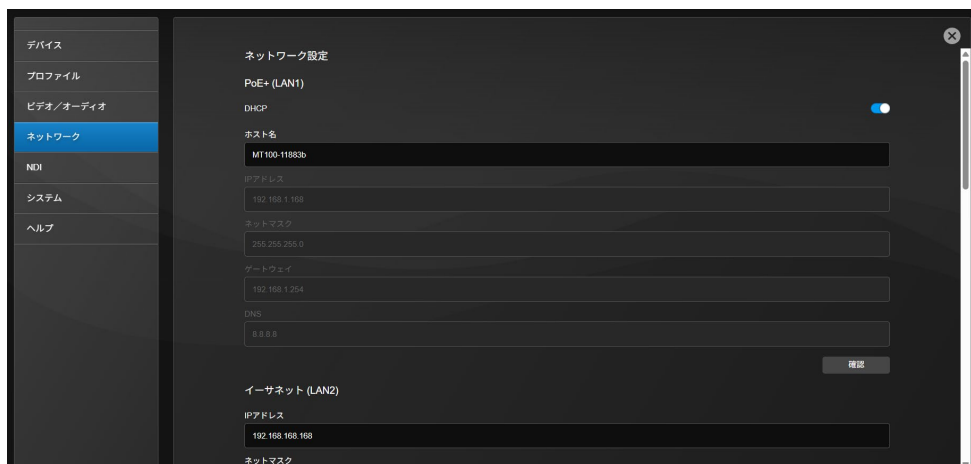 デバイス
プロファイル
ビデオ／オーディオ
ネットワーク
NDI
システム
ヘルプ
ネットワーク設定
PoE+ (LAN1)
DHCP
ホスト名
MT100-11883b
IPアドレス
192.168.1.168
ネットマスク
255.255.255.0
ゲートウェイ
192.168.1.254
DNS
8.8.8.8
確認
イーサネット (LAN2)
IPアドレス
192.168.168.168
ネットマスク